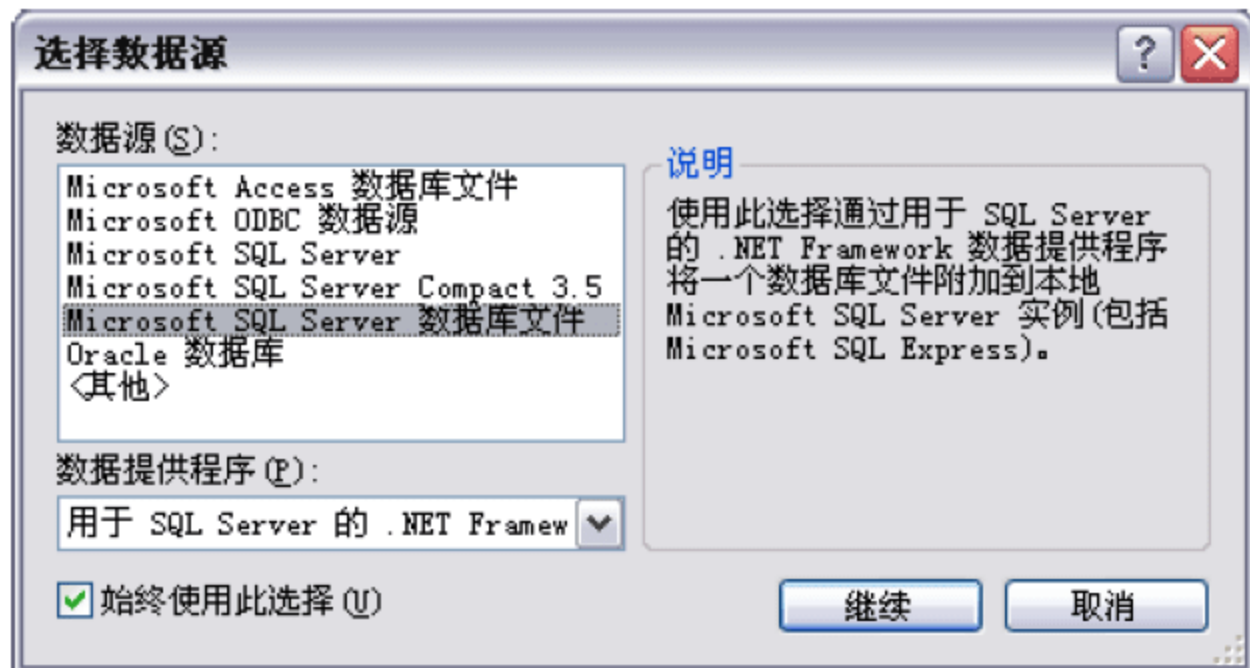 选择数据源
数据源(S):
Microsoft Access 数据库文件
Microsoft ODBC 数据源
Microsoft SQL Server
Microsoft SQL Server Compact 3.5
Microsoft SQL Server 数据库文件
Oracle 数据库
<其他>
说明
使用此选择通过用于 SQL Server
的 .NET Framework 数据提供程序
将一个数据库文件附加到本地
Microsoft SQL Server 实例(包括
Microsoft SQL Express)。
数据提供程序(P):
用于 SQL Server 的 .NET Framew
始终使用此选择(U)
继续
取消